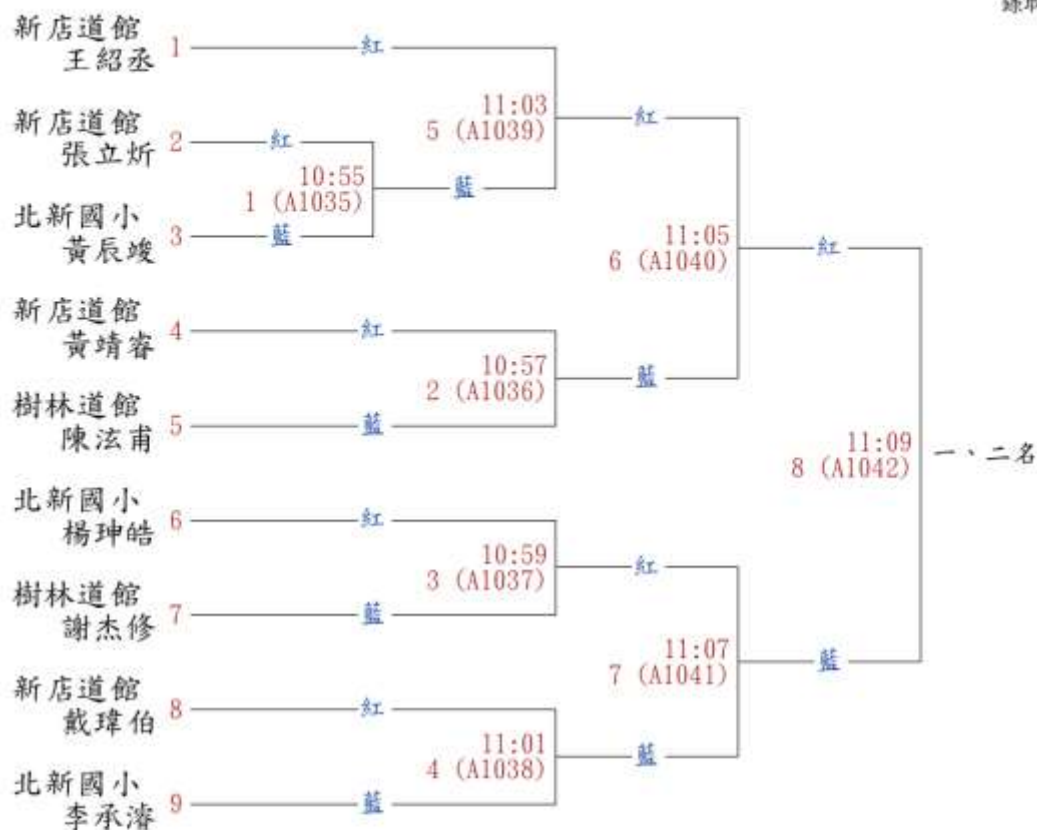 新店道館
王紹丞 1 紅
11:03
5 (A1039) 紅
新店道館
張立炘 2 紅
10:55
1 (A1035) 藍
北新國小
黃辰竣 3 藍
11:05
6 (A1040) 紅
新店道館
黃靖睿 4 紅
10:57
2 (A1036) 藍
樹林道館
陳泫甫 5 藍
11:09
8 (A1042) 一、二名
北新國小
楊珅皓 6 紅
10:59
3 (A1037) 紅
樹林道館
謝杰修 7 藍
11:07
7 (A1041) 藍
新店道館
戴瑋伯 8 紅
11:01
4 (A1038) 藍
北新國小
李承濬 9 藍